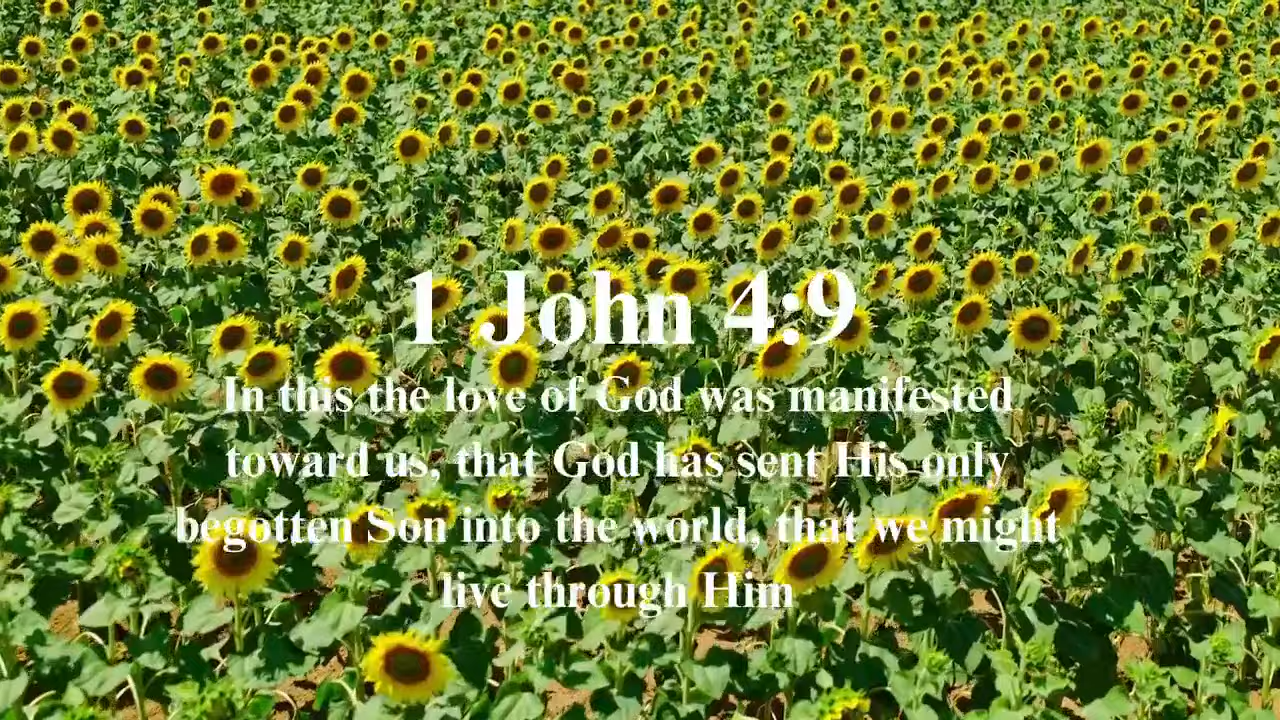 1 John 4:9
In this the love of God was manifested
toward us, that God has sent His only
begotten Son into the world, that we might
live through Him